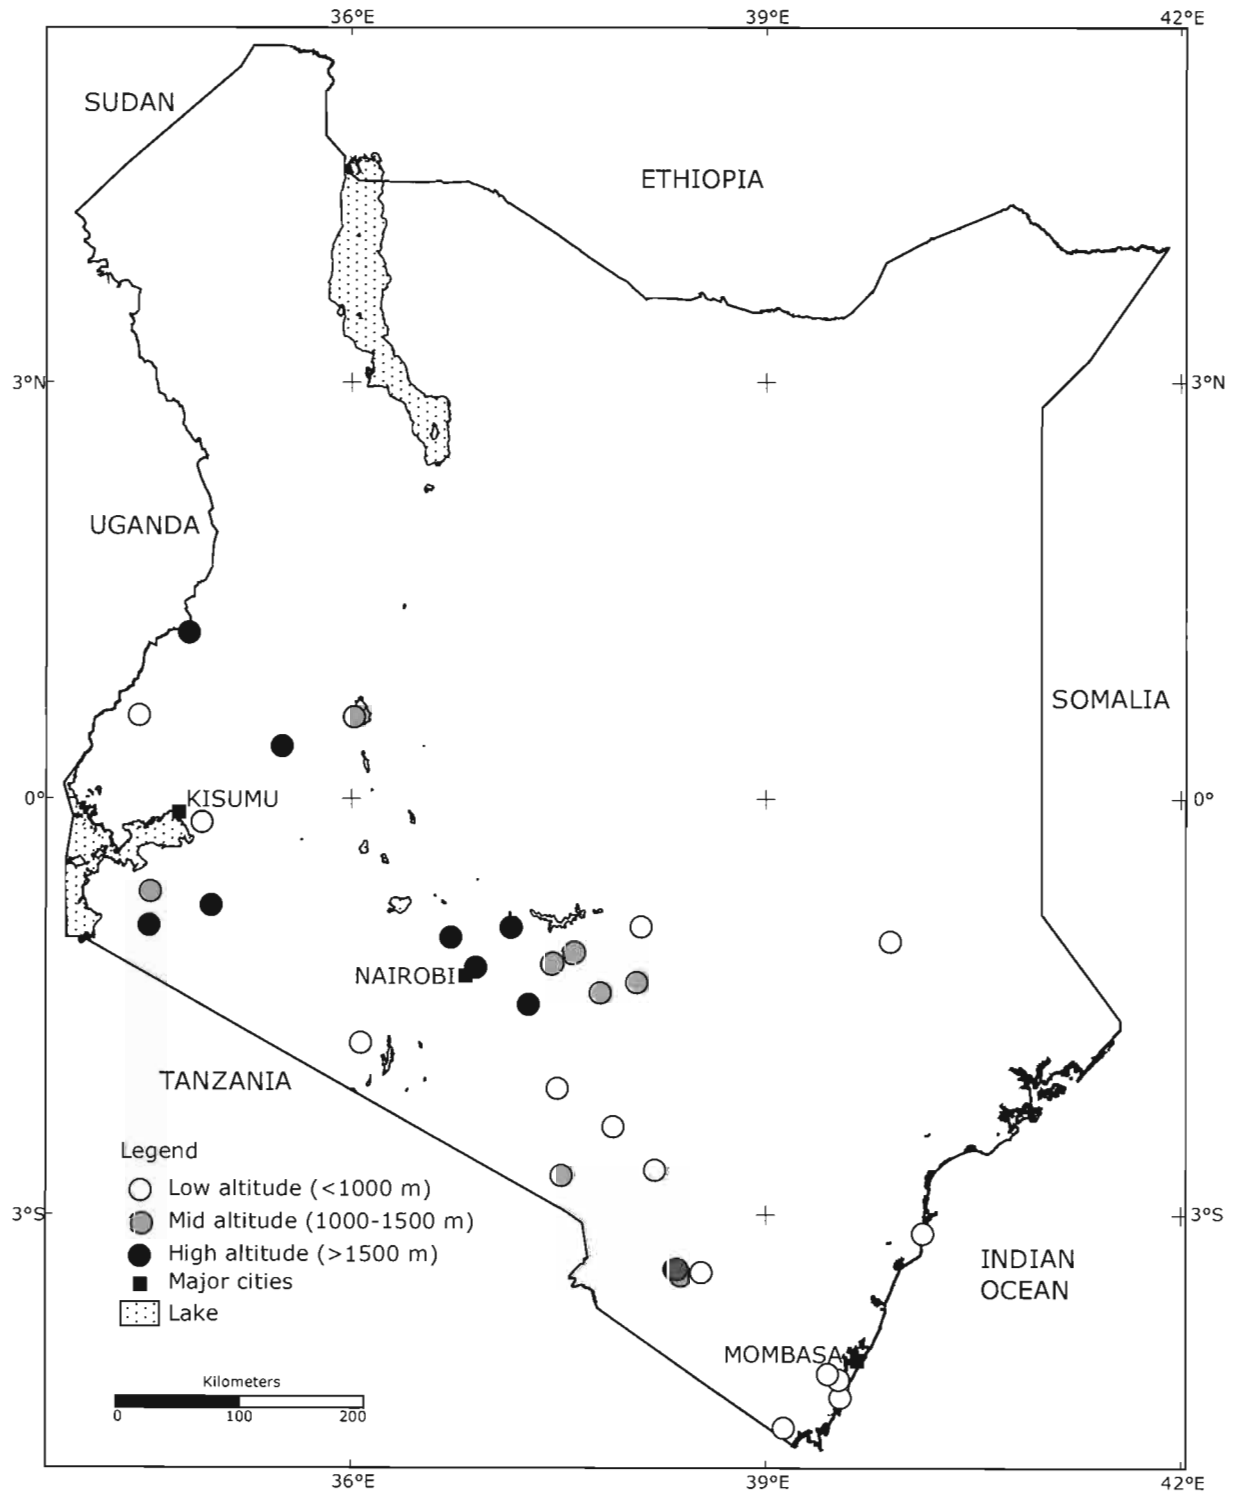 36°E 39°E 42°E
SUDAN
ETHIOPIA
3°N 3°N
UGANDA
SOMALIA
0° KISUMU 0°
NAIROBI
TANZANIA
Legend
Low altitude (<1000 m)
Mid altitude (1000-1500 m)
High altitude (>1500 m)
Major cities
Lake
3°S 3°S
INDIAN
OCEAN
MOMBASA
Kilometers
0 100 200
36°E 39°E 42°E